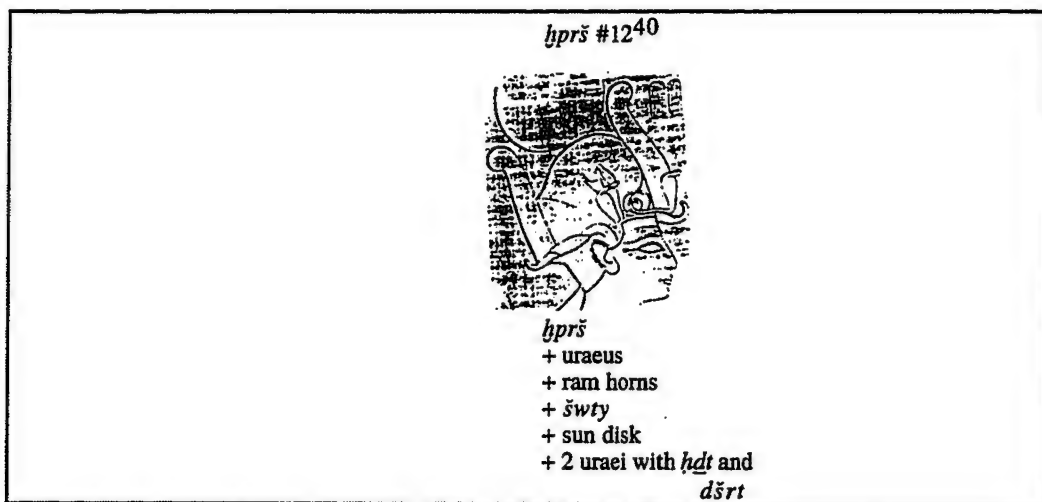 ḫprš #12⁴⁰
ḫprš
+ uraeus
+ ram horns
+ šwty
+ sun disk
+ 2 uraei with ḥḏt and
dšrt